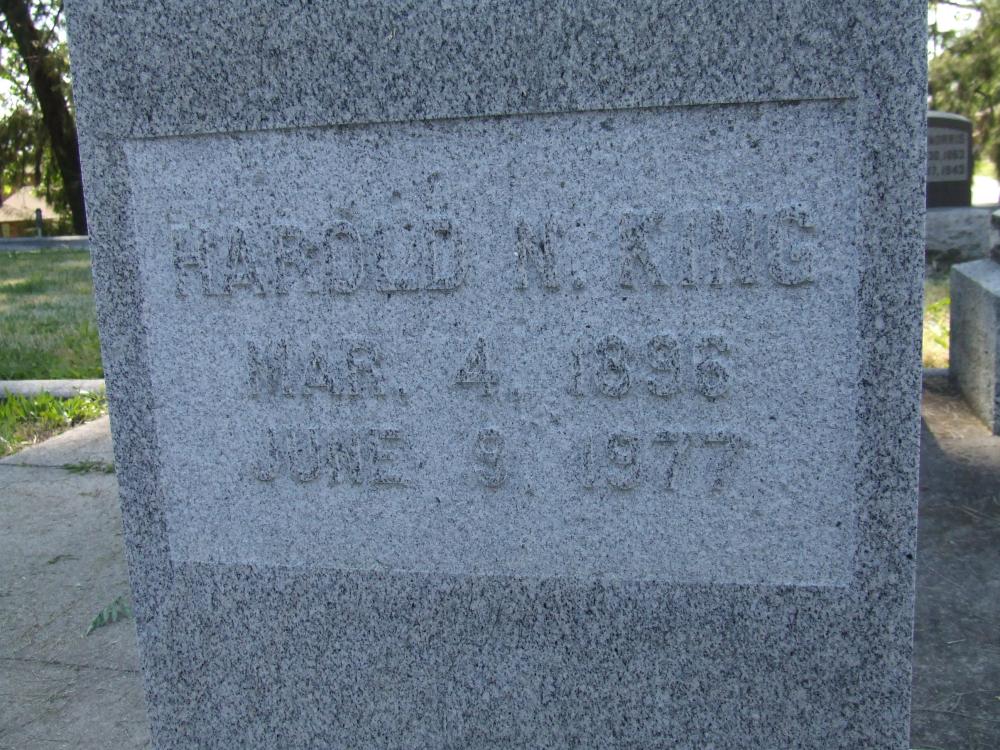 HAROLD N. KING
MAR. 4, 1896
JUNE 9, 1977